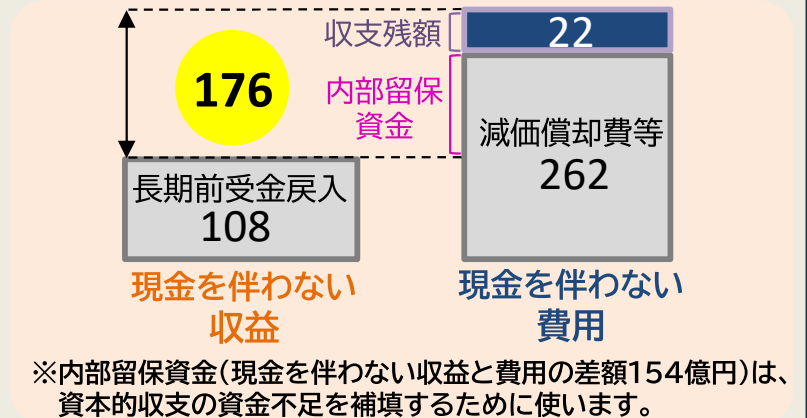 収支残額
22
176
内部留保
資金
減価償却費等
262
長期前受金戻入
108
現金を伴わない
収益
現金を伴わない
費用
※内部留保資金(現金を伴わない収益と費用の差額154億円)は、
資本的収支の資金不足を補填するために使います。